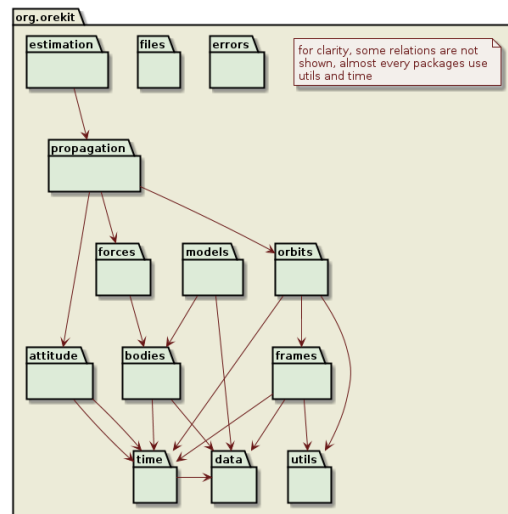 org.orekit
estimation
files
errors
for clarity, some relations are not
shown, almost every packages use
utils and time
propagation
forces
models
orbits
attitude
bodies
frames
time
data
utils